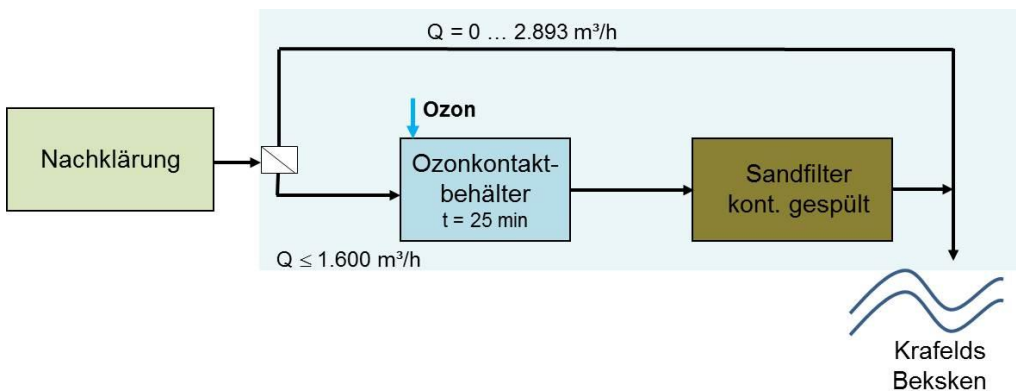 Q = 0 … 2.893 m³/h
Ozon
Nachklärung
Ozonkontakt-
behälter
t = 25 min
Sandfilter
kont. gespült
Q ≤ 1.600 m³/h
Krafelds
Beksken